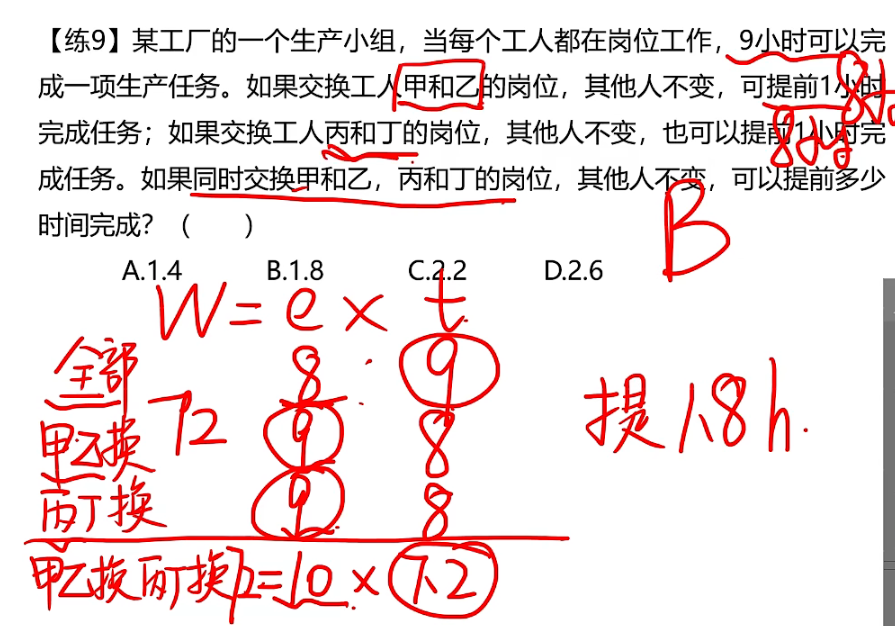 【练9】某工厂的一个生产小组，当每个工人都在岗位工作，9小时可以完
成一项生产任务。如果交换工人甲和乙的岗位，其他人不变，可提前1小时
完成任务；如果交换工人丙和丁的岗位，其他人不变，也可以提前1小时完
成任务。如果同时交换甲和乙，丙和丁的岗位，其他人不变，可以提前多少
时间完成？（ ）
A.1.4 B.1.8 C.2.2 D.2.6
B
W=e×t
全部 8 9
甲乙换 72 9 8
丙丁换 9 8
提1.8h.
甲乙换丙丁换72=10×7.2